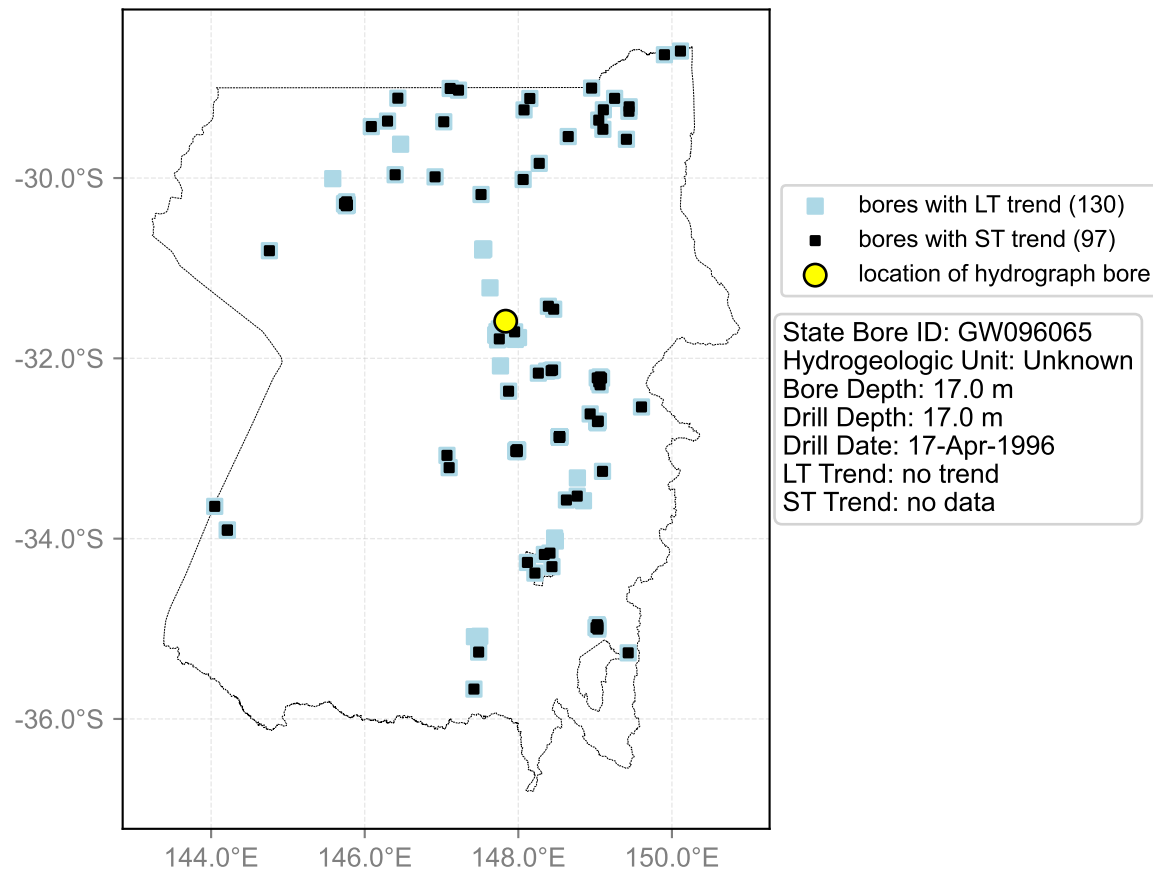 -30.0°S
-32.0°S
-34.0°S
-36.0°S
144.0°E
146.0°E
148.0°E
150.0°E
bores with LT trend (130)
bores with ST trend (97)
location of hydrograph bore
State Bore ID: GW096065
Hydrogeologic Unit: Unknown
Bore Depth: 17.0 m
Drill Depth: 17.0 m
Drill Date: 17-Apr-1996
LT Trend: no trend
ST Trend: no data